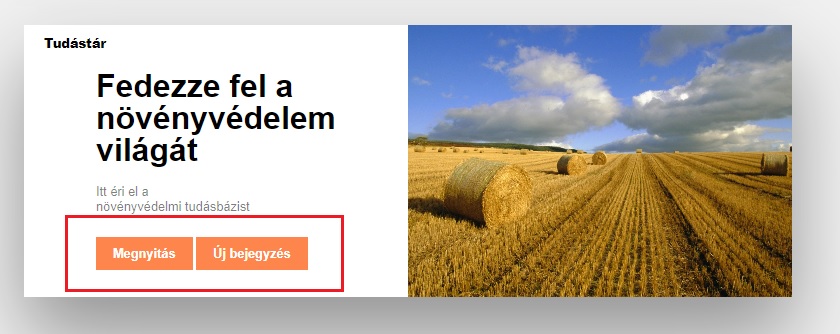 Tudástár
Fedezze fel a
növényvédelem
világát
Itt éri el a
növényvédelmi tudásbázist
Megnyitás
Új bejegyzés